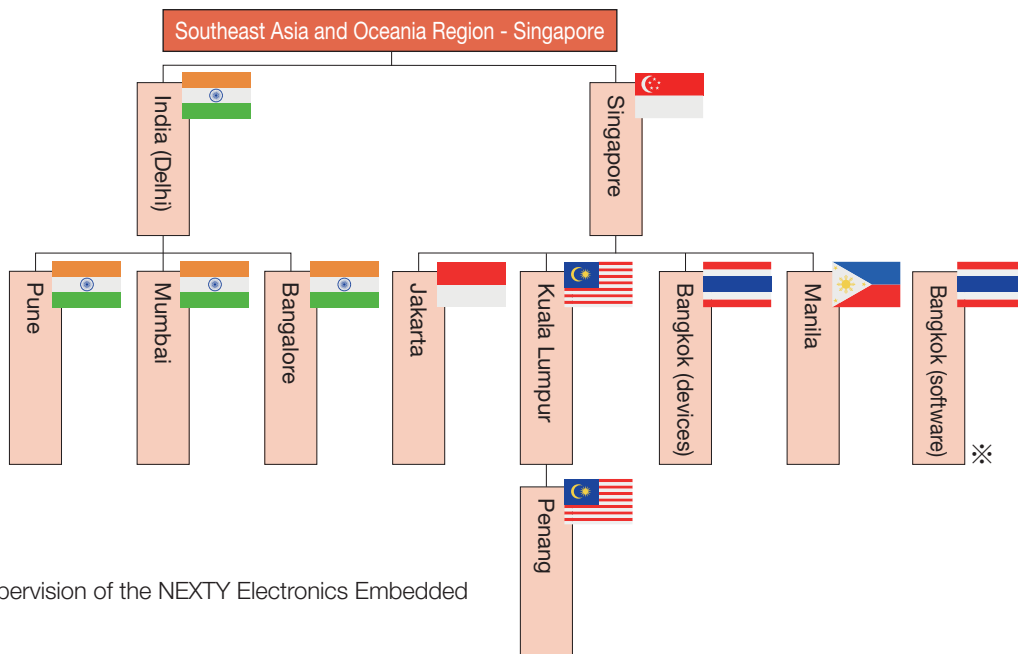 Southeast Asia and Oceania Region - Singapore
India (Delhi)
Singapore
Pune
Mumbai
Bangalore
Jakarta
Kuala Lumpur
Bangkok (devices)
Manila
Bangkok (software)
※
Penang
pervision of the NEXTY Electronics Embedded